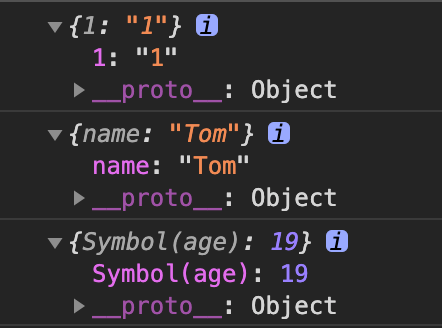 {1: "1"} i
1: "1"
__proto__: Object
{name: "Tom"} i
name: "Tom"
__proto__: Object
{Symbol(age): 19} i
Symbol(age): 19
__proto__: Object